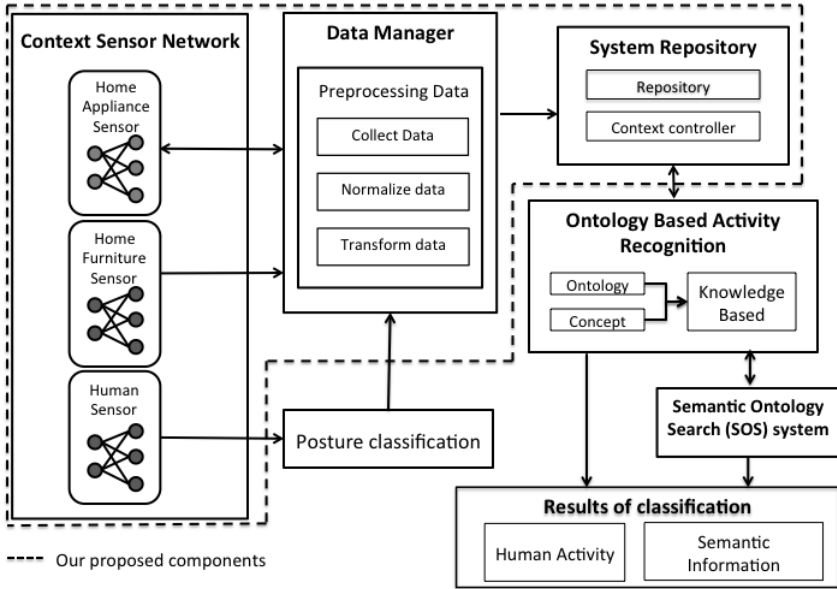 Context Sensor Network
Home
Appliance
Sensor
Home
Furniture
Sensor
Human
Sensor
Data Manager
Preprocessing Data
Collect Data
Normalize data
Transform data
Posture classification
System Repository
Repository
Context controller
Ontology Based Activity
Recognition
Ontology
Concept
Knowledge
Based
Semantic Ontology
Search (SOS) system
Results of classification
Human Activity
Semantic
Information
Our proposed components